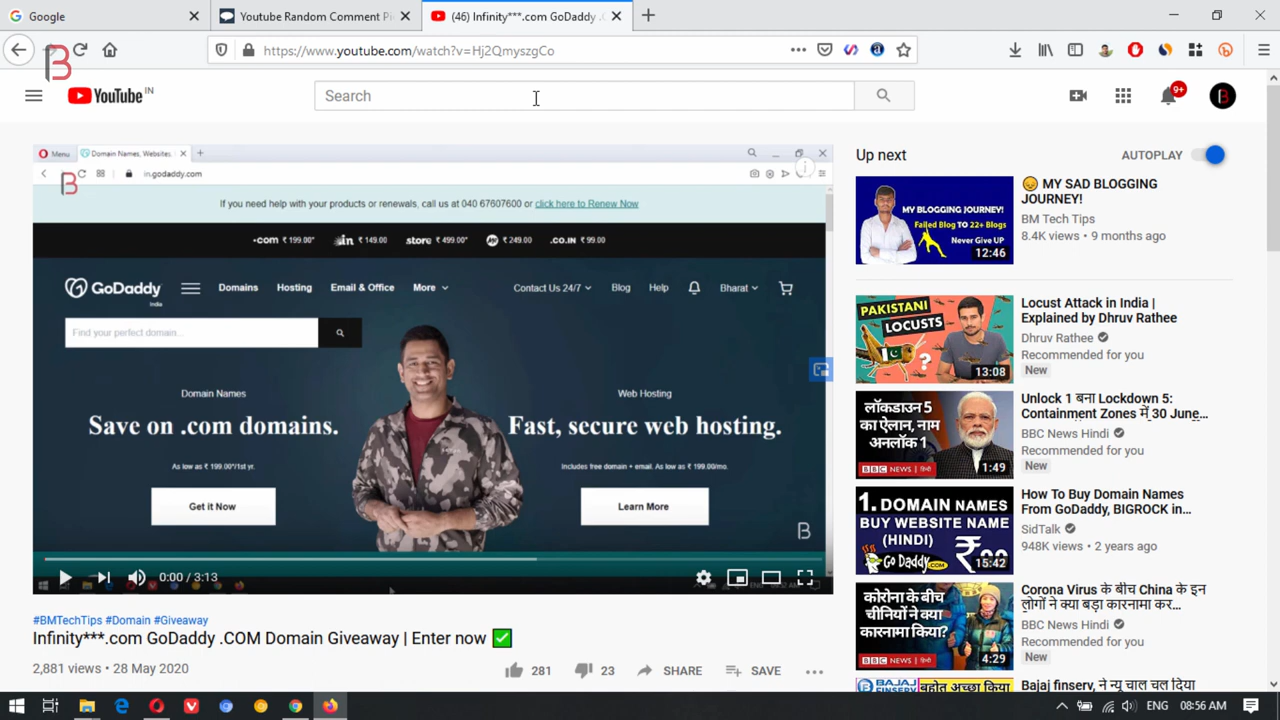 Google
Youtube Random Comment Pi
(46) Infinity***.com GoDaddy .C
https://www.youtube.com/watch?v=Hj2QmyszgCo
B
YouTube IN
Search
9+
Menu
Domain Names, Websites,
in.godaddy.com
If you need help with your products or renewals, call us at 040 67607600 or click here to Renew Now
.com ₹ 199.00*
.in ₹ 149.00
.store ₹ 499.00*
₹ 249.00
.CO.IN ₹ 99.00
GoDaddy
India
Domains
Hosting
Email & Office
More
Contact Us 24/7
Blog
Help
Bharat
Find your perfect domain...
Domain Names
Save on .com domains.
As low as ₹ 199.00*/1st yr.
Get it Now
Web Hosting
Fast, secure web hosting.
Includes free domain + email. As low as ₹ 199.00/mo.
Learn More
0:00 / 3:13
#BMTechTips #Domain #Giveaway
Infinity***.com GoDaddy .COM Domain Giveaway | Enter now
2,881 views • 28 May 2020
281
23
SHARE
SAVE
Up next
AUTOPLAY
MY BLOGGING JOURNEY!
Failed Blog TO 22+ Blogs
Never Give UP
12:46
MY SAD BLOGGING
JOURNEY!
BM Tech Tips
8.4K views • 9 months ago
PAKISTANI
LOCUSTS
?
13:08
Locust Attack in India |
Explained by Dhruv Rathee
Dhruv Rathee
Recommended for you
New
लॉकडाउन 5
का ऐलान, नाम
अनलॉक 1
BBC NEWS हिन्दी
1:49
Unlock 1 बना Lockdown 5:
Containment Zones में 30 June...
BBC News Hindi
Recommended for you
New
1. DOMAIN NAMES
BUY WEBSITE NAME
(HINDI)
Go Daddy.COM
₹99
15:42
How To Buy Domain Names
From GoDaddy, BIGROCK in...
SidTalk
948K views • 2 years ago
कोरोना के बीच
चीनियों ने क्या
कारनामा किया?
BBC NEWS हिन्दी
4:29
Corona Virus के बीच China के इन
लोगों ने क्या बड़ा कारनामा कर...
BBC News Hindi
Recommended for you
New
BAJAJ
FINSERV
बहोत अच्छा किया
Bajaj finserv, ने न्यू चाल चल दिया
ENG
08:56 AM